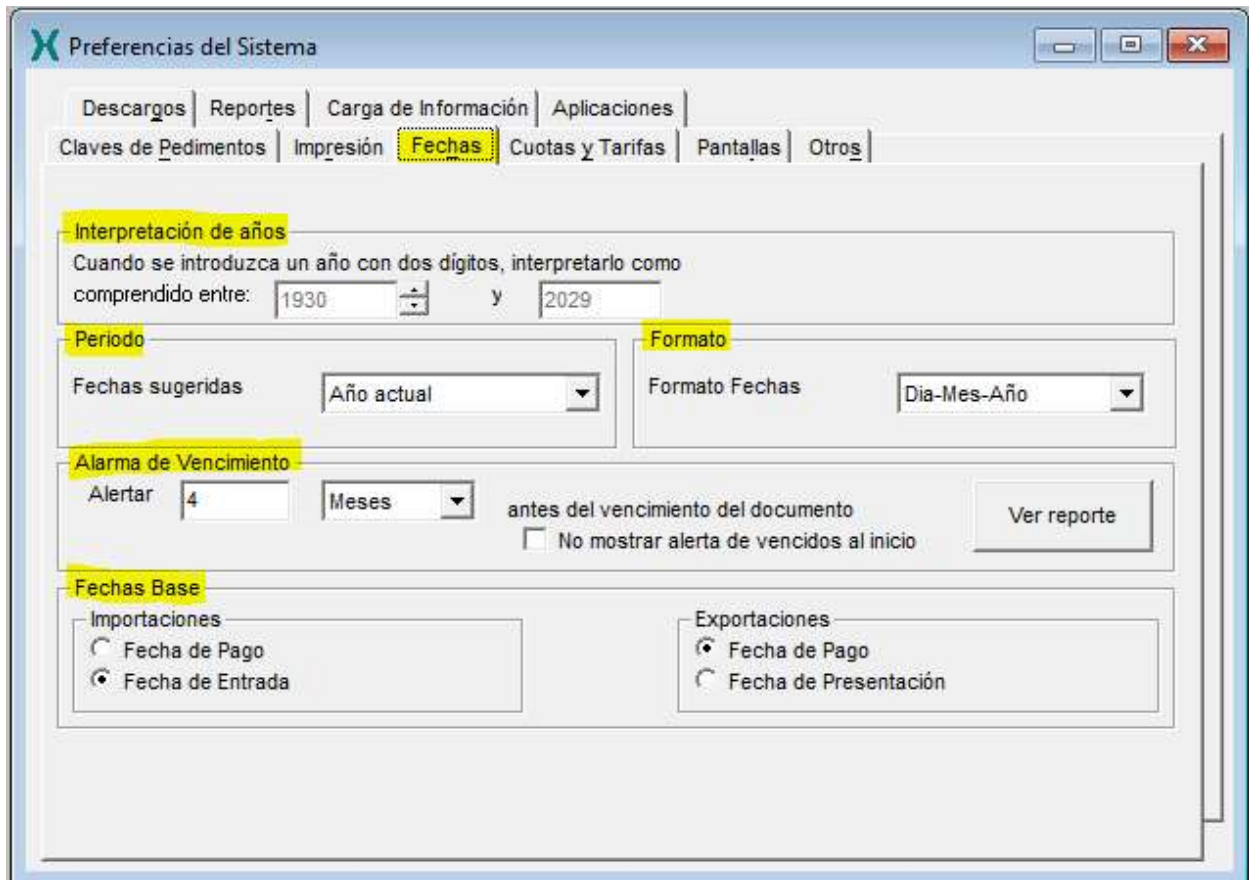 Preferencias del Sistema
Descargos Reportes Carga de Información Aplicaciones
Claves de Pedimentos Impresión Fechas Cuotas y Tarifas Pantallas Otros
Interpretación de años
Cuando se introduzca un año con dos dígitos, interpretarlo como
comprendido entre: 1930 y 2029
Periodo
Fechas sugeridas Año actual
Formato
Formato Fechas Dia-Mes-Año
Alarma de Vencimiento
Alertar 4 Meses antes del vencimiento del documento
No mostrar alerta de vencidos al inicio
Ver reporte
Fechas Base
Importaciones
Fecha de Pago
Fecha de Entrada
Exportaciones
Fecha de Pago
Fecha de Presentación